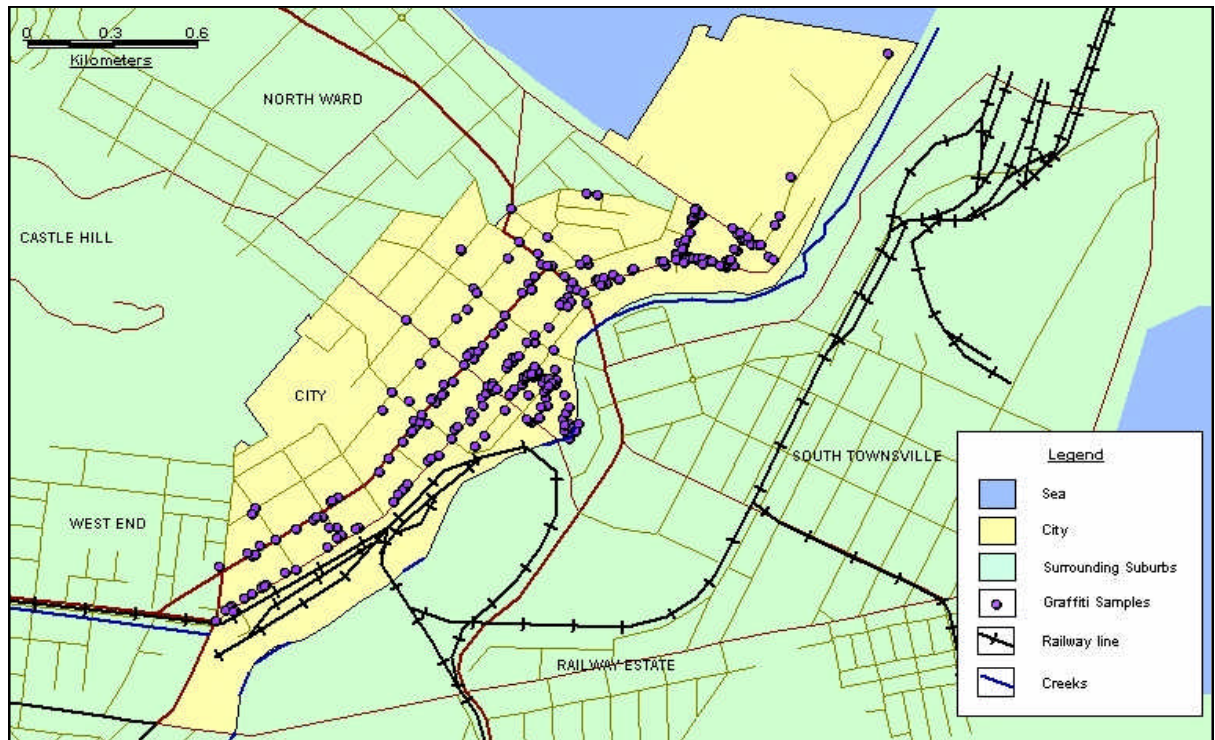 0 0.3 0.6
Kilometers
NORTH WARD
CASTLE HILL
CITY
WEST END
SOUTH TOWNSVILLE
RAILWAY ESTATE
Legend
Sea
City
Surrounding Suburbs
Graffiti Samples
Railway line
Creeks